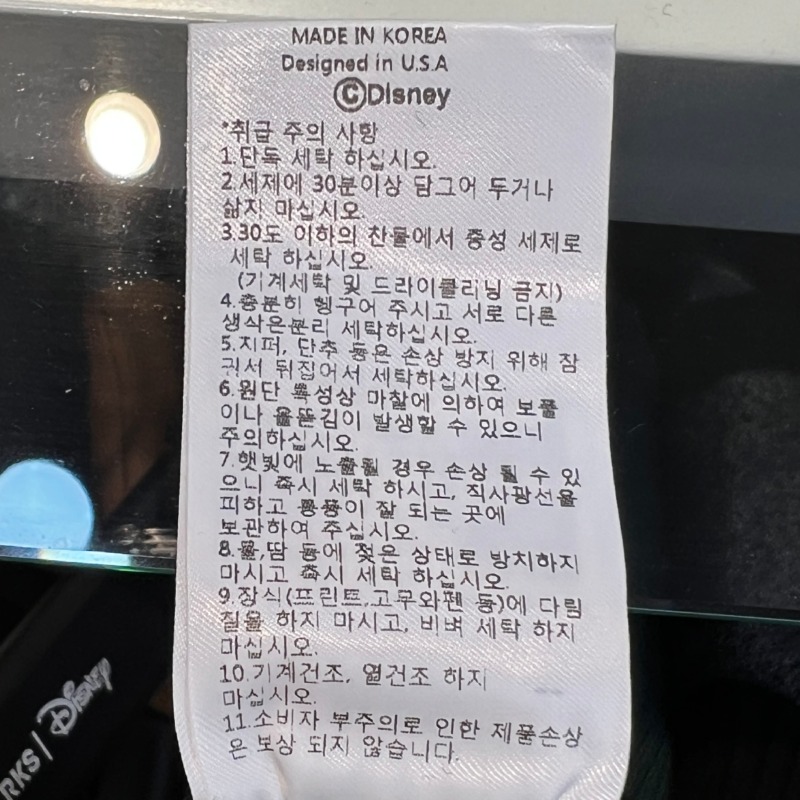 MADE IN KOREA
Designed in U.S.A
©Disney
*취급 주의 사항
1.단독 세탁 하십시오.
2.세제에 30분이상 담그어 두거나
삶지 마십시오.
3.30도 이하의 찬물에서 중성 세제로
세탁 하십시오.
(기계세탁 및 드라이클리닝 금지)
4.충분히 헹구어 주시고 서로 다른
생삭은분리 세탁하십시오.
5.지퍼, 단추 등은 손상 방지 위해 잠
궈서 뒤집어서 세탁하십시오.
6.원단 특성상 마찰에 의하여 보풀
이나 올뜯김이 발생할 수 있으니
주의하십시오.
7.햇빛에 노출될 경우 손상 될 수 있
으니 즉시 세탁 하시고, 직사광선을
피하고 통풍이 잘 되는 곳에
보관하여 주십시오.
8.물,땀 등에 젖은 상태로 방치하지
마시고 즉시 세탁 하십시오.
9.장식(프린트,고무와펜 등)에 다림
질을 하지 마시고, 비벼 세탁 하지
마십시오.
10.기계건조, 열건조 하지
마십시오.
11.소비자 부주의로 인한 제품손상
은 보상 되지 않습니다.
RKS | Disney